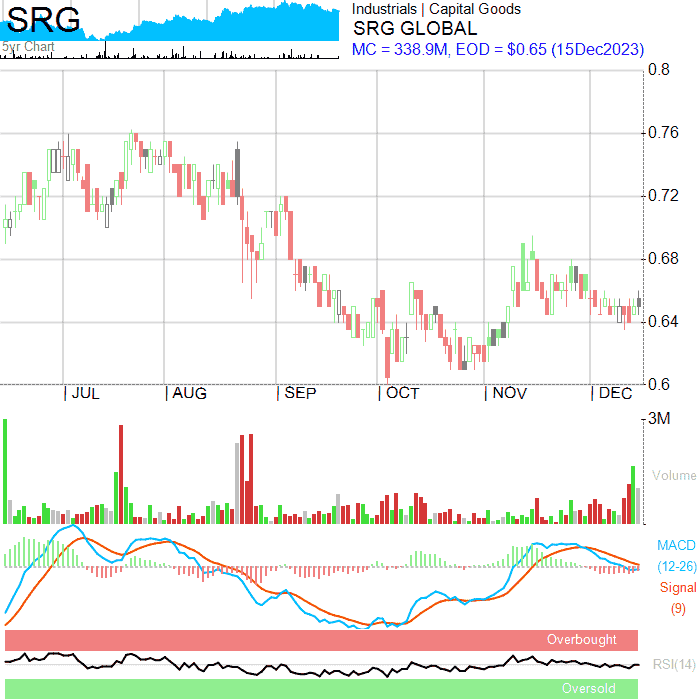 SRG
5yr Chart
Industrials | Capital Goods
SRG GLOBAL
MC = 338.9M, EOD = $0.65 (15Dec2023)
0.8
0.76
0.72
0.68
0.64
0.6
| JUL | AUG | SEP | OCT | NOV | DEC
3M
Volume
MACD
(12-26)
Signal
(9)
Overbought
RSI(14)
Oversold